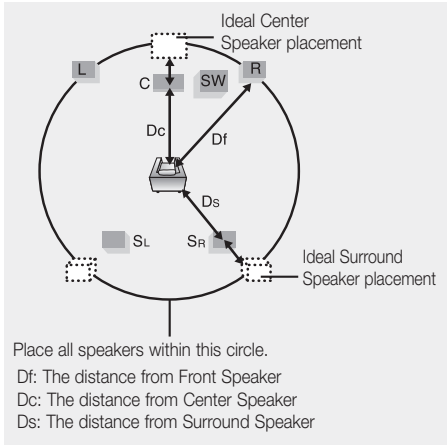 Ideal Center
Speaker placement
L
R
C
SW
Dc
Df
Ds
SL
SR
Ideal Surround
Speaker placement
Place all speakers within this circle.
Df: The distance from Front Speaker
Dc: The distance from Center Speaker
Ds: The distance from Surround Speaker